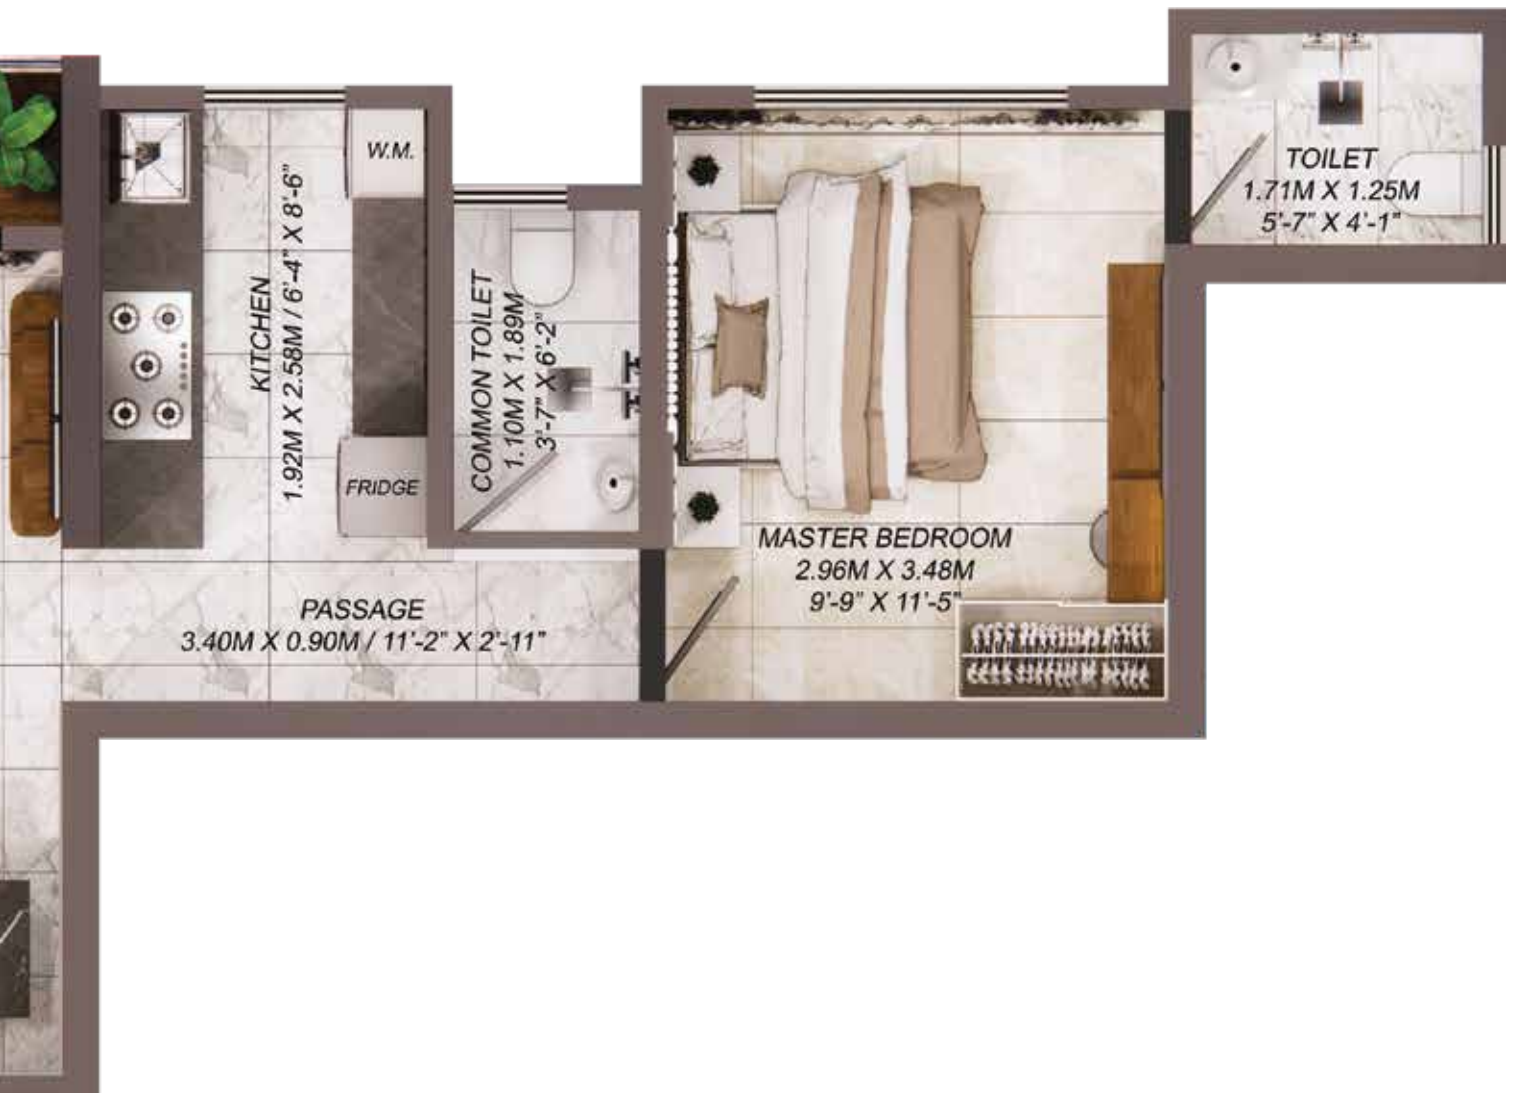 W.M.
KITCHEN
1.92M X 2.58M / 6'-4" X 8'-6"
FRIDGE
COMMON TOILET
1.10M X 1.89M
3'-7" X 6'-2"
TOILET
1.71M X 1.25M
5'-7" X 4'-1"
MASTER BEDROOM
2.96M X 3.48M
9'-9" X 11'-5"
PASSAGE
3.40M X 0.90M / 11'-2" X 2'-11"